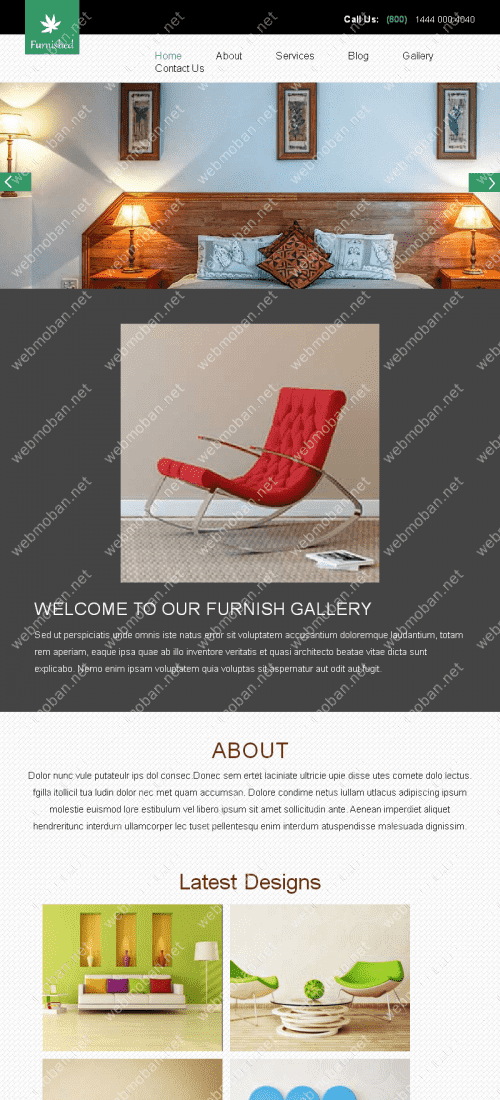 Furnished
Call Us: (800) 1444 000 4040
Home About Services Blog Gallery
Contact Us
WELCOME TO OUR FURNISH GALLERY
Sed ut perspiciatis unde omnis iste natus error sit voluptatem accusantium doloremque laudantium, totam
rem aperiam, eaque ipsa quae ab illo inventore veritatis et quasi architecto beatae vitae dicta sunt
explicabo. Nemo enim ipsam voluptatem quia voluptas sit aspernatur aut odit aut fugit.
ABOUT
Dolor nunc vule putateulr ips dol consec.Donec sem ertet laciniate ultricie upie disse utes comete dolo lectus.
fgilla itollicil tua ludin dolor nec met quam accumsan. Dolore condime netus lullam utlacus adipiscing ipsum
molestie euismod lore estibulum vel libero ipsum sit amet sollicitudin ante. Aenean imperdiet aliquet
hendreritunc interdum ullamcorper lec tuset pellentesqu enim interdum atuspendisse malesuada dignissim.
Latest Designs
webmoban.net